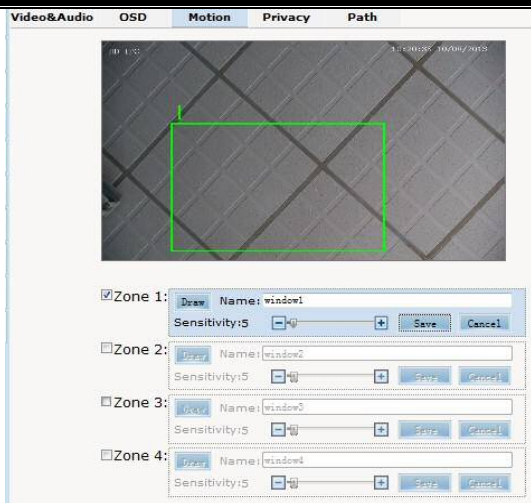 Video&Audio OSD Motion Privacy Path
HD IPC
1
Zone 1: Draw Name: window1
Sensitivity:5 Save Cancel
Zone 2: Draw Name: window2
Sensitivity:5 Save Cancel
Zone 3: Draw Name: window3
Sensitivity:5 Save Cancel
Zone 4: Draw Name: window4
Sensitivity:5 Save Cancel